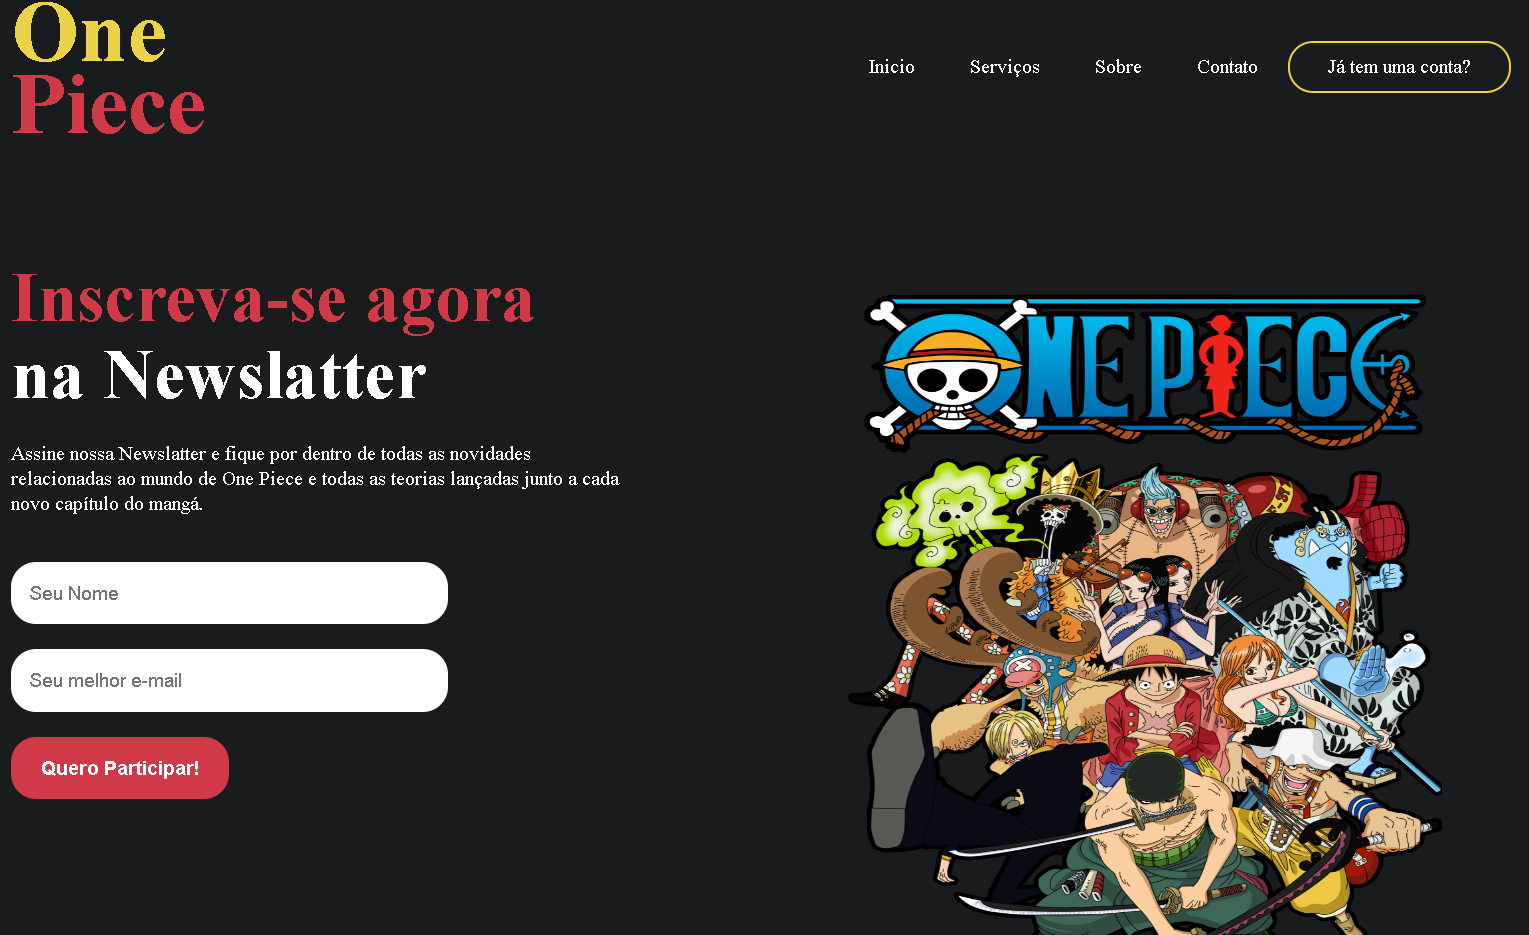 One
Piece
Inicio
Serviços
Sobre
Contato
Já tem uma conta?
Inscreva-se agora
na Newslatter
Assine nossa Newslatter e fique por dentro de todas as novidades
relacionadas ao mundo de One Piece e todas as teorias lançadas junto a cada
novo capítulo do mangá.
Seu Nome
Seu melhor e-mail
Quero Participar!
ONE PIECE